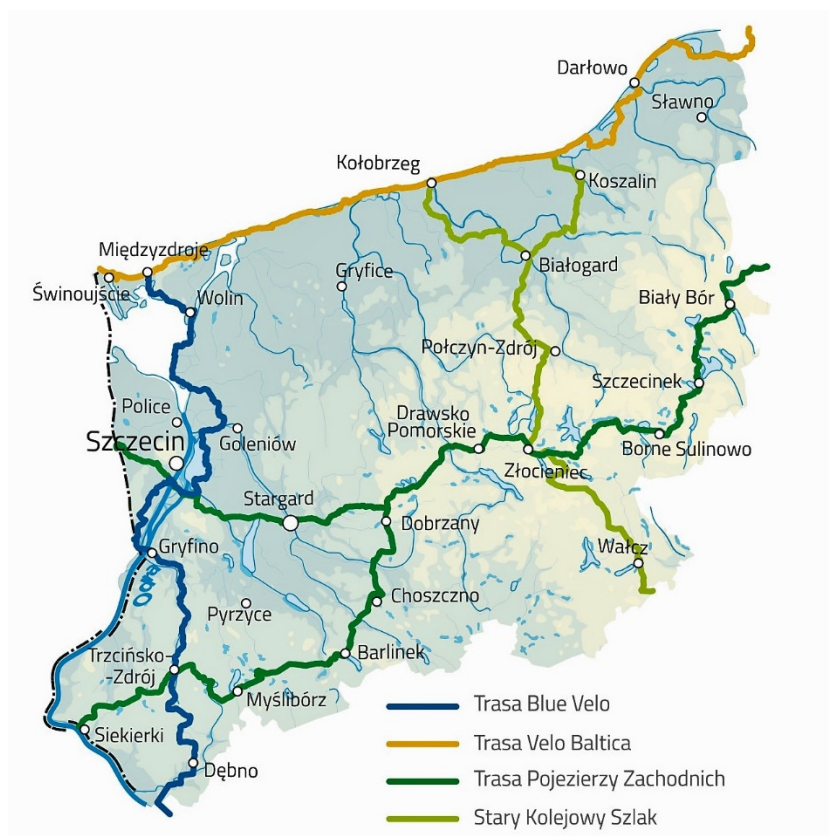 Darłowo
Sławno
Kołobrzeg
Koszalin
Międzyzdroje
Białogard
Świnoujście
Gryfice
Wolin
Biały Bór
Połczyn-Zdrój
Szczecinek
Police
Drawsko
Pomorskie
Szczecin
Goleniów
Borne Sulinowo
Złocieniec
Stargard
Dobrzany
Gryfino
Wałcz
Odra
Choszczno
Pyrzyce
Trzcińsko-
-Zdrój
Barlinek
Myślibórz
Siekierki
Dębno
Trasa Blue Velo
Trasa Velo Baltica
Trasa Pojezierzy Zachodnich
Stary Kolejowy Szlak